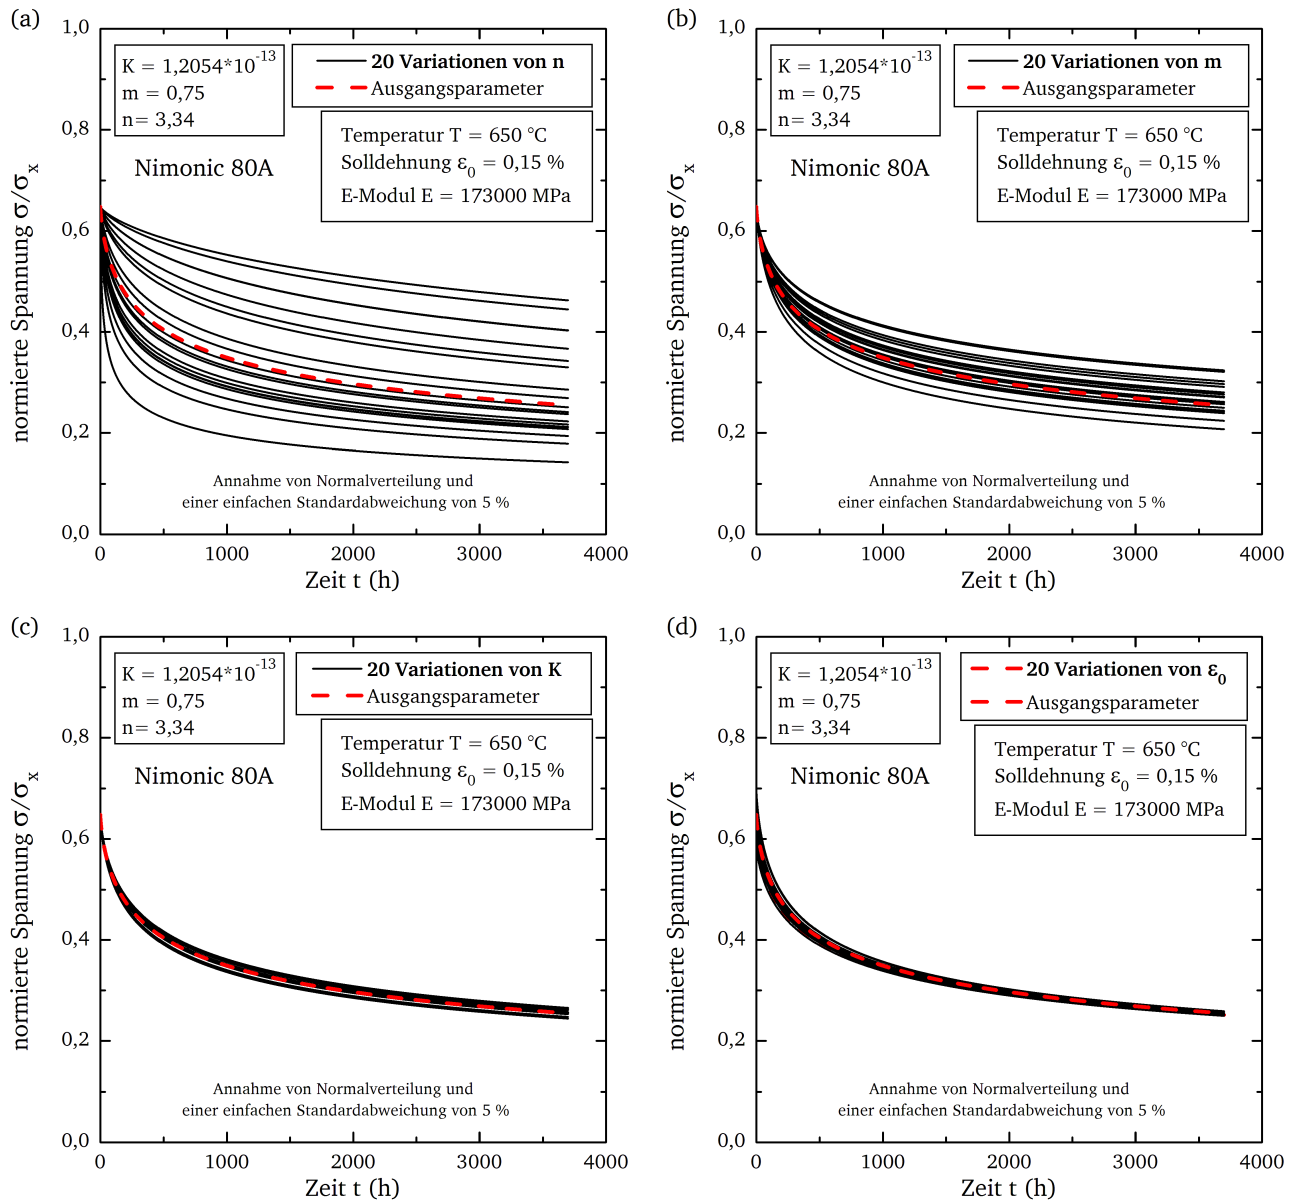 (a)
1,0
K = 1,2054*10-13
m = 0,75
n= 3,34
20 Variationen von n
Ausgangsparameter
Temperatur T = 650 °C
Solldehnung ε0 = 0,15 %
E-Modul E = 173000 MPa
Nimonic 80A
0,8
0,6
0,4
0,2
0,0
normierte Spannung σ/σx
Annahme von Normalverteilung und
einer einfachen Standardabweichung von 5 %
0 1000 2000 3000 4000
Zeit t (h)
(b)
1,0
K = 1,2054*10-13
m = 0,75
n= 3,34
20 Variationen von m
Ausgangsparameter
Temperatur T = 650 °C
Solldehnung ε0 = 0,15 %
E-Modul E = 173000 MPa
Nimonic 80A
0,8
0,6
0,4
0,2
0,0
normierte Spannung σ/σx
Annahme von Normalverteilung und
einer einfachen Standardabweichung von 5 %
0 1000 2000 3000 4000
Zeit t (h)
(c)
1,0
K = 1,2054*10-13
m = 0,75
n= 3,34
20 Variationen von K
Ausgangsparameter
Temperatur T = 650 °C
Solldehnung ε0 = 0,15 %
E-Modul E = 173000 MPa
Nimonic 80A
0,8
0,6
0,4
0,2
0,0
normierte Spannung σ/σx
Annahme von Normalverteilung und
einer einfachen Standardabweichung von 5 %
0 1000 2000 3000 4000
Zeit t (h)
(d)
1,0
K = 1,2054*10-13
m = 0,75
n= 3,34
20 Variationen von ε0
Ausgangsparameter
Temperatur T = 650 °C
Solldehnung ε0 = 0,15 %
E-Modul E = 173000 MPa
Nimonic 80A
0,8
0,6
0,4
0,2
0,0
normierte Spannung σ/σx
Annahme von Normalverteilung und
einer einfachen Standardabweichung von 5 %
0 1000 2000 3000 4000
Zeit t (h)